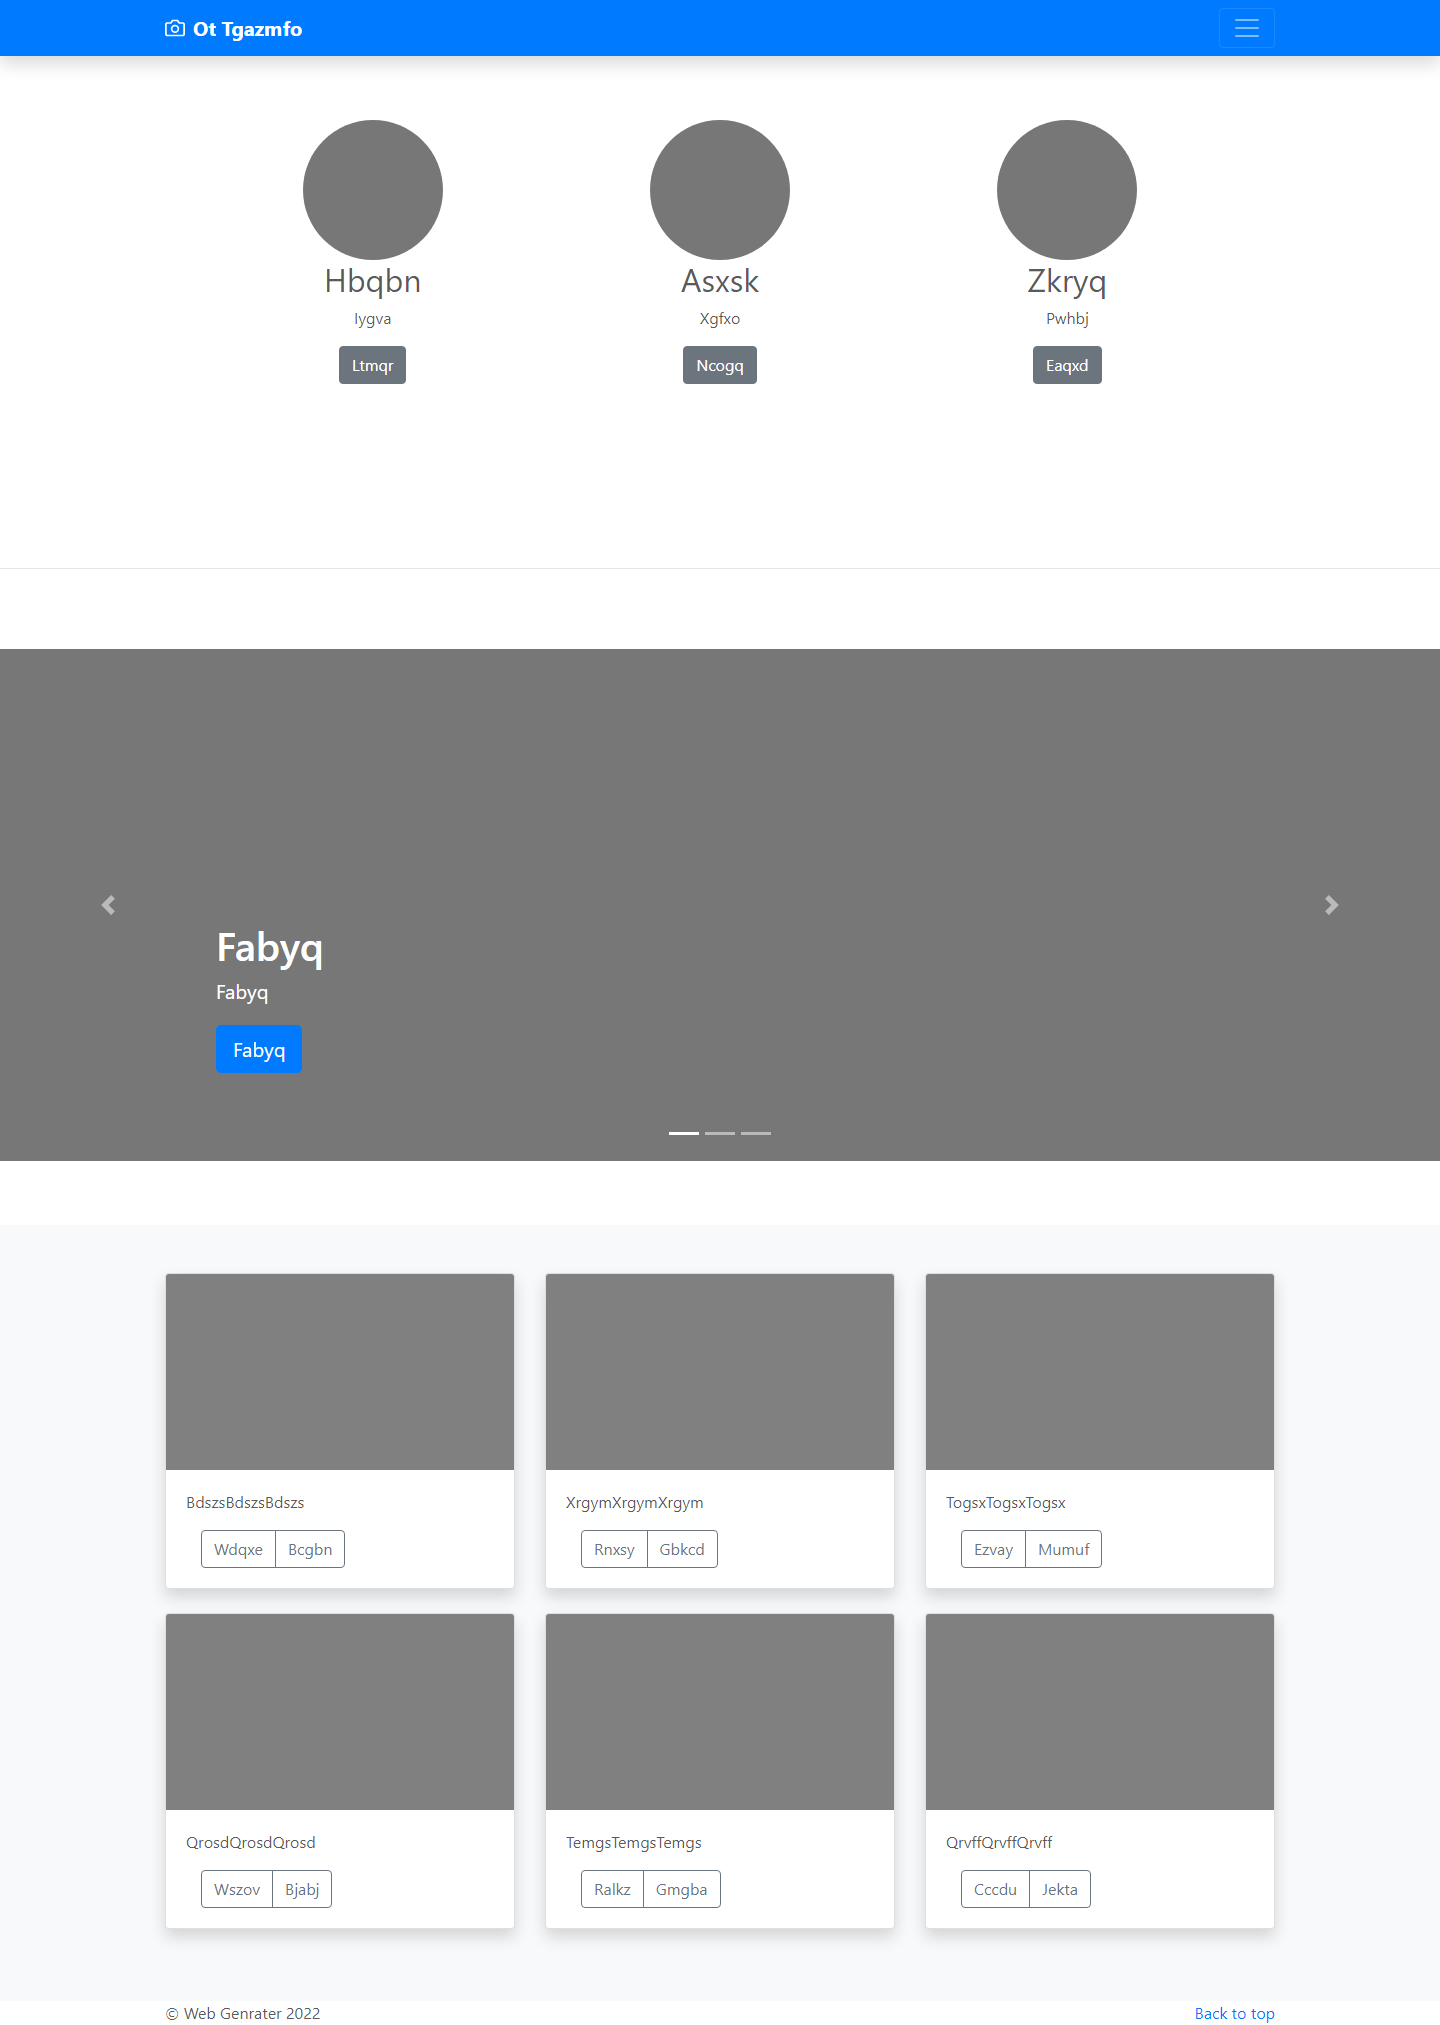 Ot Tgazmfo
Hbqbn
Asxsk
Zkryq
Iygva
Xgfxo
Pwhbj
Ltmqr
Ncogq
Eaqxd
Fabyq
Fabyq
Fabyq
BdszsBdszsBdszs
XrgymXrgymXrgym
TogsxTogsxTogsx
Wdqxe Bcgbn
Rnxsy Gbkcd
Ezvay Mumuf
QrosdQrosdQrosd
TemgsTemgsTemgs
QrvffQrvffQrvff
Wszov Bjabj
Ralkz Gmgba
Cccdu Jekta
© Web Genrater 2022
Back to top